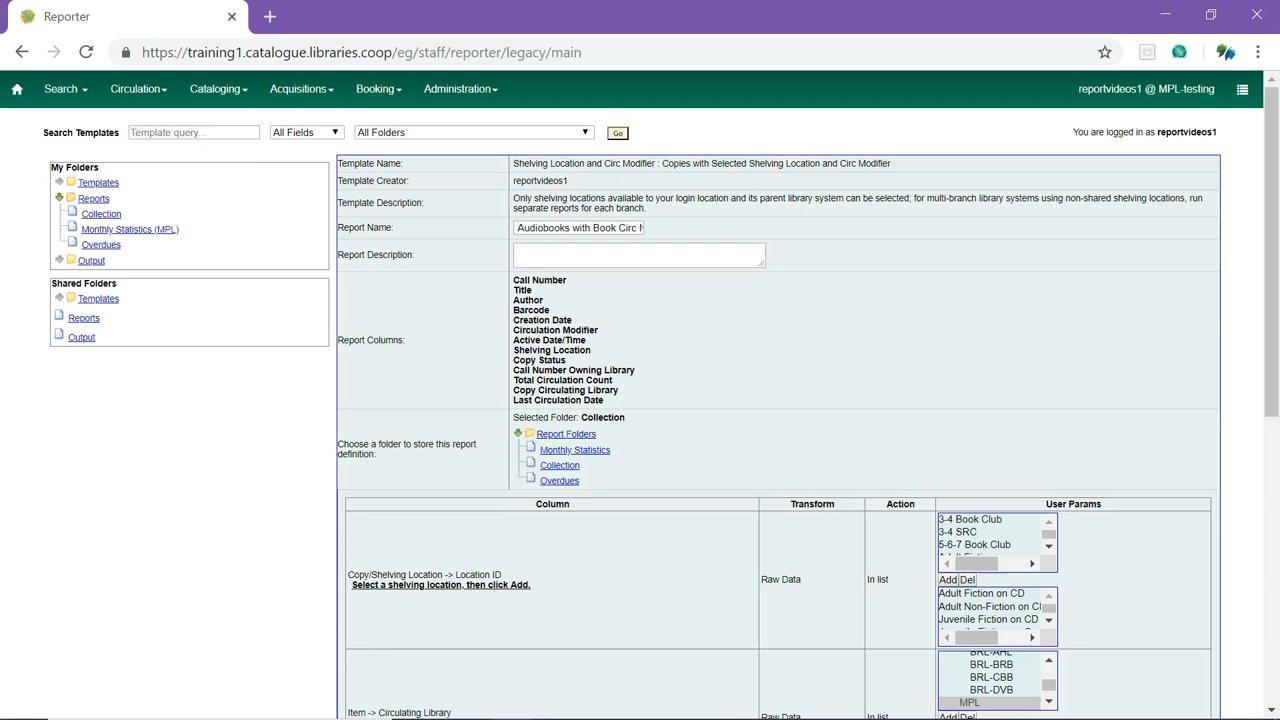 Reporter
https://training1.catalogue.libraries.coop/eg/staff/reporter/legacy/main
Search Circulation Cataloging Acquisitions Booking Administration reportvideos1 @ MPL-testing
Search Templates Template query... All Fields All Folders Go You are logged in as reportvideos1
My Folders
Templates
Reports
Collection
Monthly Statistics (MPL)
Overdues
Output
Shared Folders
Templates
Reports
Output
Template Name: Shelving Location and Circ Modifier : Copies with Selected Shelving Location and Circ Modifier
Template Creator: reportvideos1
Template Description: Only shelving locations available to your login location and its parent library system can be selected; for multi-branch library systems using non-shared shelving locations, run
separate reports for each branch.
Report Name: Audiobooks with Book Circ
Report Description:
Report Columns:
Call Number
Title
Author
Barcode
Creation Date
Circulation Modifier
Active Date/Time
Shelving Location
Copy Status
Call Number Owning Library
Total Circulation Count
Copy Circulating Library
Last Circulation Date
Choose a folder to store this report
definition:
Selected Folder: Collection
Report Folders
Monthly Statistics
Collection
Overdues
Column Transform Action User Params
Copy/Shelving Location -> Location ID
Select a shelving location, then click Add.
Raw Data
In list
3-4 Book Club
3-4 SRC
5-6-7 Book Club
Add Del
Adult Fiction on CD
Adult Non-Fiction on
Juvenile Fiction on CD
Item -> Circulating Library
Raw Data
In list
BRL-AHL
BRL-BRB
BRL-CBB
BRL-DVB
MPL
Add Del